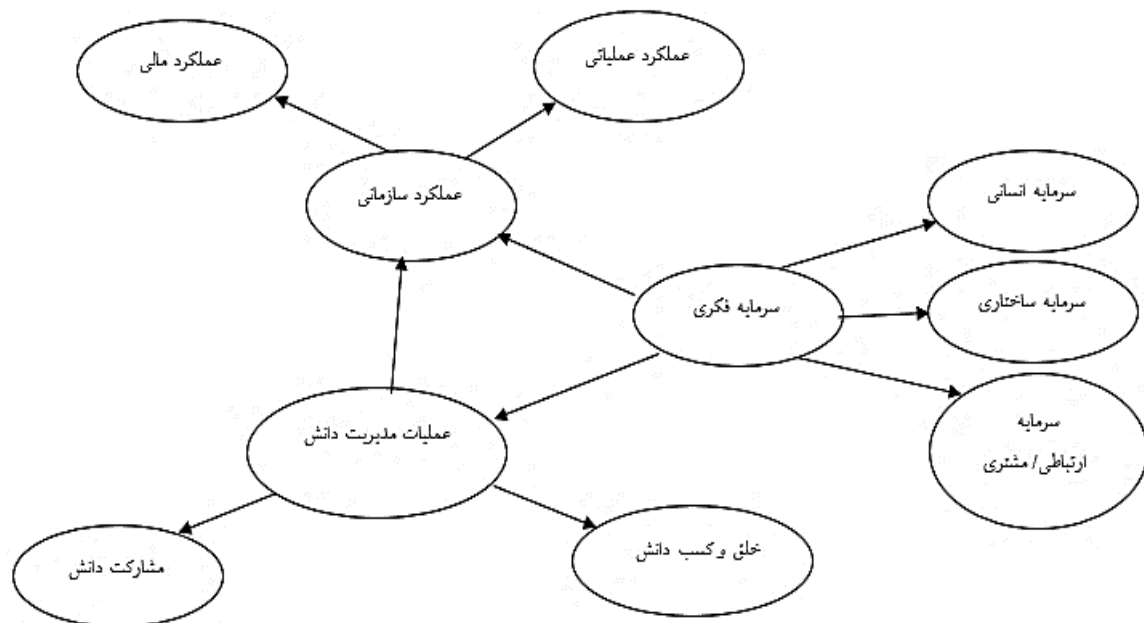 عملکرد عملیاتی
عملکرد مالی
سرمایه انسانی
عملکرد سازمانی
سرمایه ساختاری
سرمایه فکری
سرمایه
ارتباطی/ مشتری
عملیات مدیریت دانش
خلق و کسب دانش
مشارکت دانش